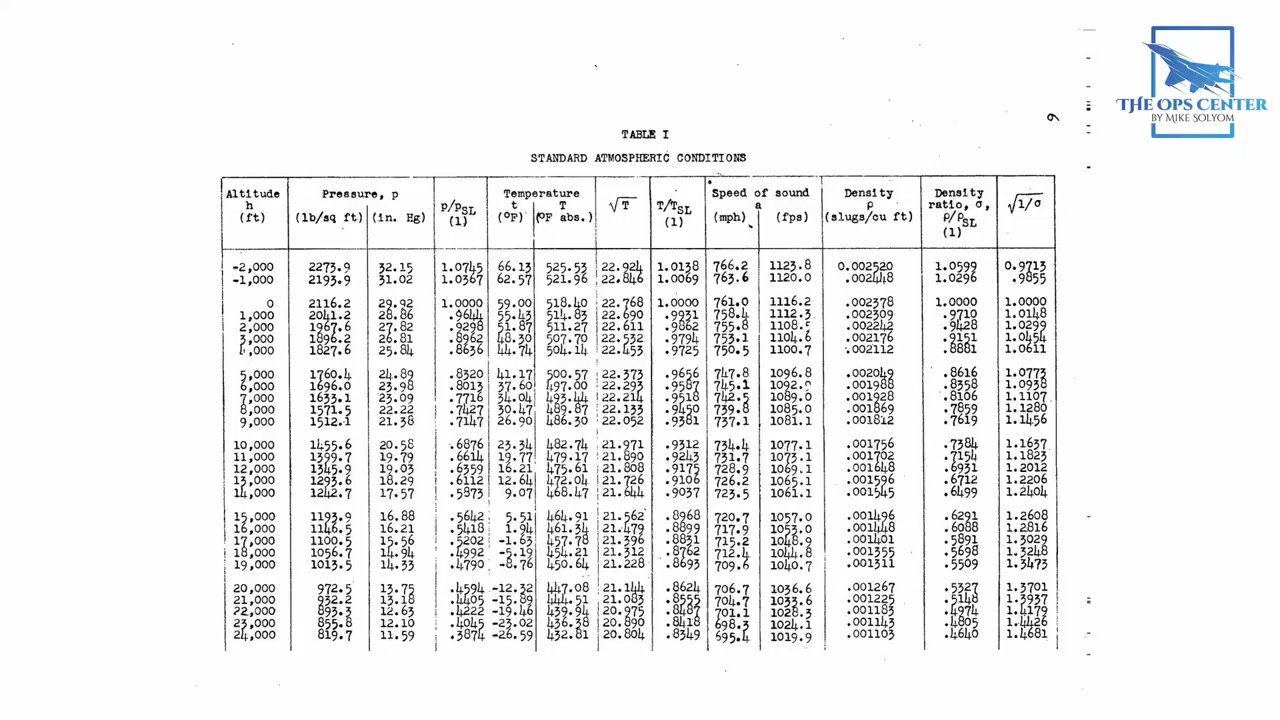 THE OPS CENTER
BY MIKE SOLYOM
6
TABLE I
STANDARD ATMOSPHERIC CONDITIONS
Altitude h (ft) Pressure, p (lb/sq ft) (in. Hg) p/pSL (1) Temperature t (°F) T (°F abs.) √T T/TSL (1) Speed of sound a (mph) (fps) Density ρ (slugs/cu ft) Density ratio, σ, ρ/ρSL (1) √1/σ
-2,000 2273.9 32.15 1.0745 66.13 525.53 22.924 1.0138 766.2 1123.8 0.002520 1.0599 0.9713
-1,000 2193.9 31.02 1.0367 62.57 521.96 22.846 1.0069 763.6 1120.0 .002448 1.0296 .9855
0 2116.2 29.92 1.0000 59.00 518.40 22.768 1.0000 761.0 1116.2 .002378 1.0000 1.0000
1,000 2041.2 28.86 .9644 55.43 514.83 22.690 .9931 758.4 1112.3 .002309 .9710 1.0148
2,000 1967.6 27.82 .9298 51.87 511.27 22.611 .9862 755.8 1108.5 .002242 .9428 1.0299
3,000 1896.2 26.81 .8962 48.30 507.70 22.532 .9794 753.1 1104.6 .002176 .9151 1.0454
4,000 1827.6 25.84 .8636 44.74 504.14 22.453 .9725 750.5 1100.7 .002112 .8881 1.0611
5,000 1760.4 24.89 .8320 41.17 500.57 22.373 .9656 747.8 1096.8 .002049 .8616 1.0773
6,000 1696.0 23.98 .8013 37.60 497.00 22.293 .9587 745.1 .001988 .8358 1.0938
7,000 1633.1 23.09 .7716 34.04 493.44 22.214 .9518 742.5 1089.0 .001928 .8106 1.1107
8,000 1571.5 22.22 .7427 30.47 489.87 22.133 .9450 739.8 1085.0 .001869 .7859 1.1280
9,000 1512.1 21.38 .7147 26.90 486.30 22.052 .9381 737.1 1081.1 .001812 .7619 1.1456
10,000 1455.6 20.58 .6876 23.34 482.74 21.971 .9312 734.4 1077.1 .001756 .7384 1.1637
11,000 1399.7 19.79 .6614 19.77 479.17 21.890 .9243 731.7 1073.1 .001702 .7154 1.1823
12,000 1345.9 19.03 .6359 16.21 475.61 21.808 .9175 728.9 1069.1 .001648 .6931 1.2012
13,000 1293.6 18.29 .6112 12.64 472.04 21.726 .9106 726.2 1065.1 .001596 .6712 1.2206
14,000 1242.7 17.57 .5873 9.07 468.47 21.644 .9037 723.5 1061.1 .001545 .6499 1.2404
15,000 1193.9 16.88 .5642 5.51 464.91 21.562 .8968 720.7 1057.0 .001496 .6291 1.2608
16,000 1146.5 16.21 .5418 1.94 461.34 21.479 .8899 717.9 1053.0 .001448 .6088 1.2816
17,000 1100.5 15.56 .5202 -1.63 457.78 21.396 .8831 715.2 1048.9 .001401 .5891 1.3029
18,000 1056.7 14.94 .4992 -5.19 454.21 21.312 .8762 712.4 1044.8 .001355 .5698 1.3248
19,000 1013.5 14.33 .4790 -8.76 450.64 21.228 .8693 709.6 1040.7 .001311 .5509 1.3473
20,000 972.5 13.75 .4594 -12.32 447.08 21.144 .8624 706.7 1036.6 .001267 .5327 1.3701
21,000 932.2 13.18 .4405 -15.89 444.51 21.083 .8555 704.7 1033.6 .001225 .5148 1.3937
22,000 893.3 12.63 .4222 -19.46 439.94 20.975 .8487 701.1 1028.3 .001183 .4974 1.4179
23,000 855.8 12.10 .4045 -23.02 436.38 20.890 .8418 698.3 1024.1 .001143 .4805 1.4426
24,000 819.7 11.59 .3874 -26.59 432.81 20.804 .8349 695.4 1019.9 .001103 .4640 1.4681